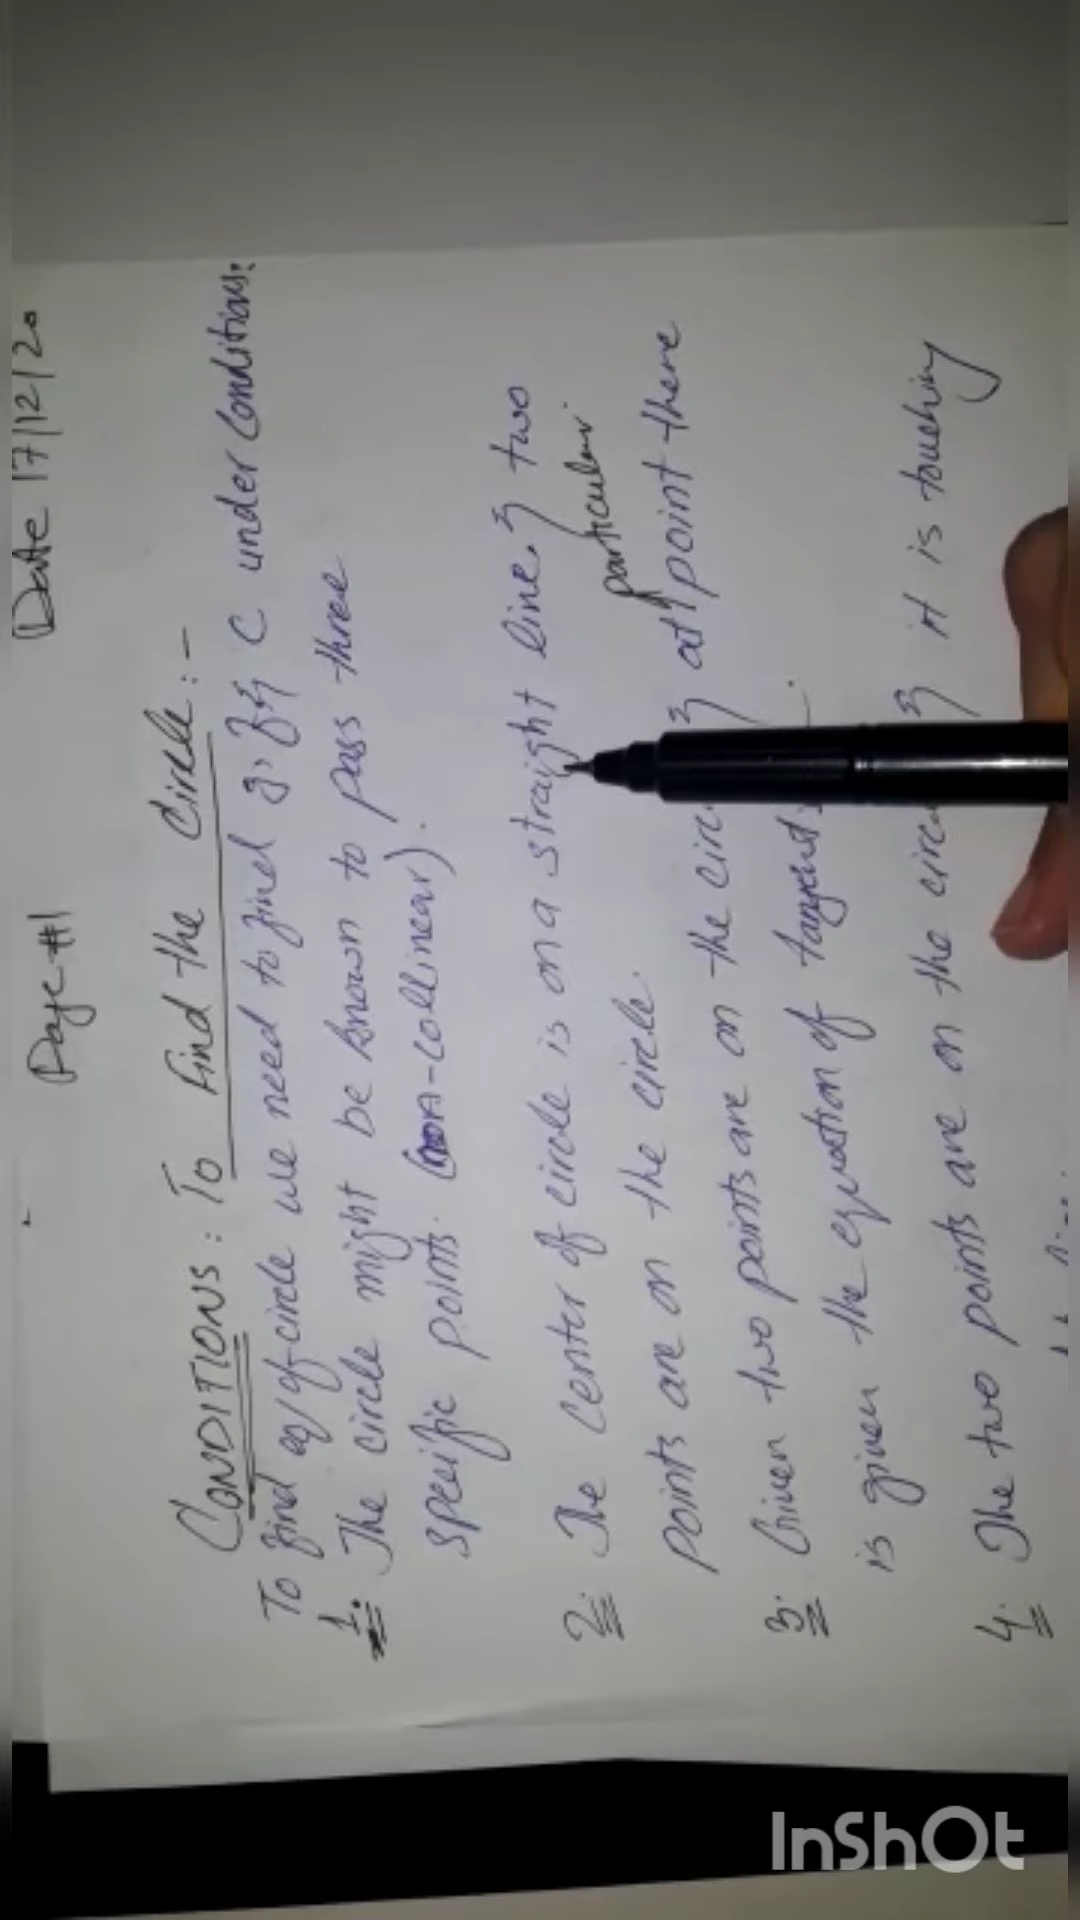 Page #1 Date 17/12/20
CONDITIONS: To find the Circle:-
To find eq/ of circle we need to find g, f & C under Conditions:
1. The circle might be known to pass three
specific points. (non-collinear).
2. The center of circle is on a straight line & two
points are on the circle.
particular
3. Given two points are on the circ & at point there
is given the equation of tangent
4. The two points are on the circ & it is touching
InShOt